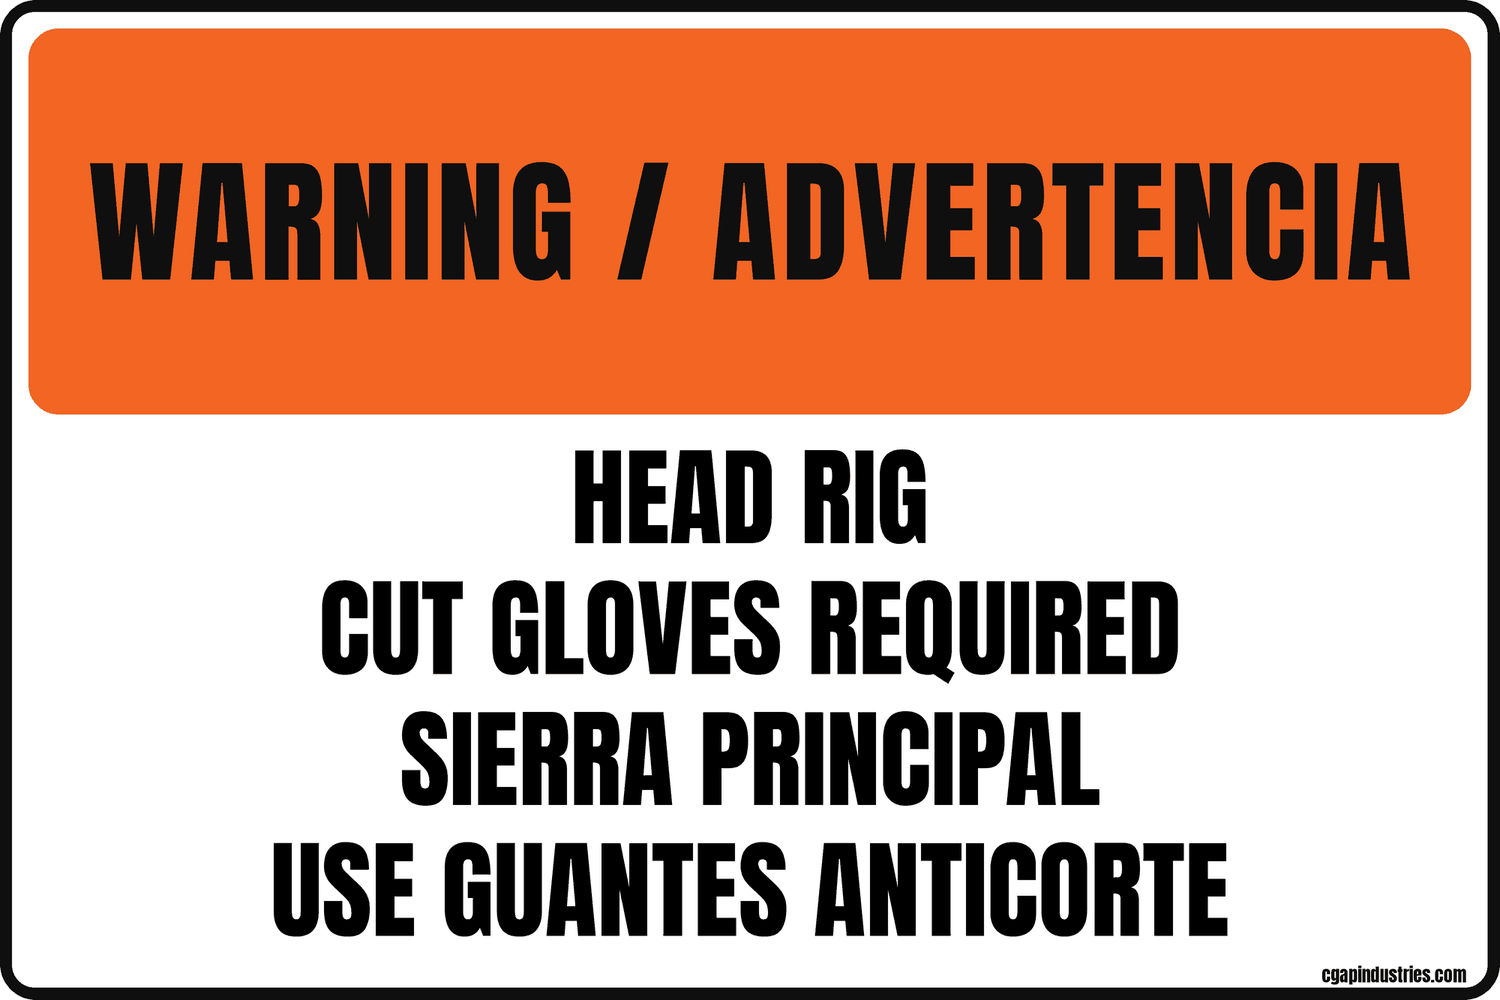 WARNING / ADVERTENCIA
HEAD RIG
CUT GLOVES REQUIRED
SIERRA PRINCIPAL
USE GUANTES ANTICORTE
cgapindustries.com